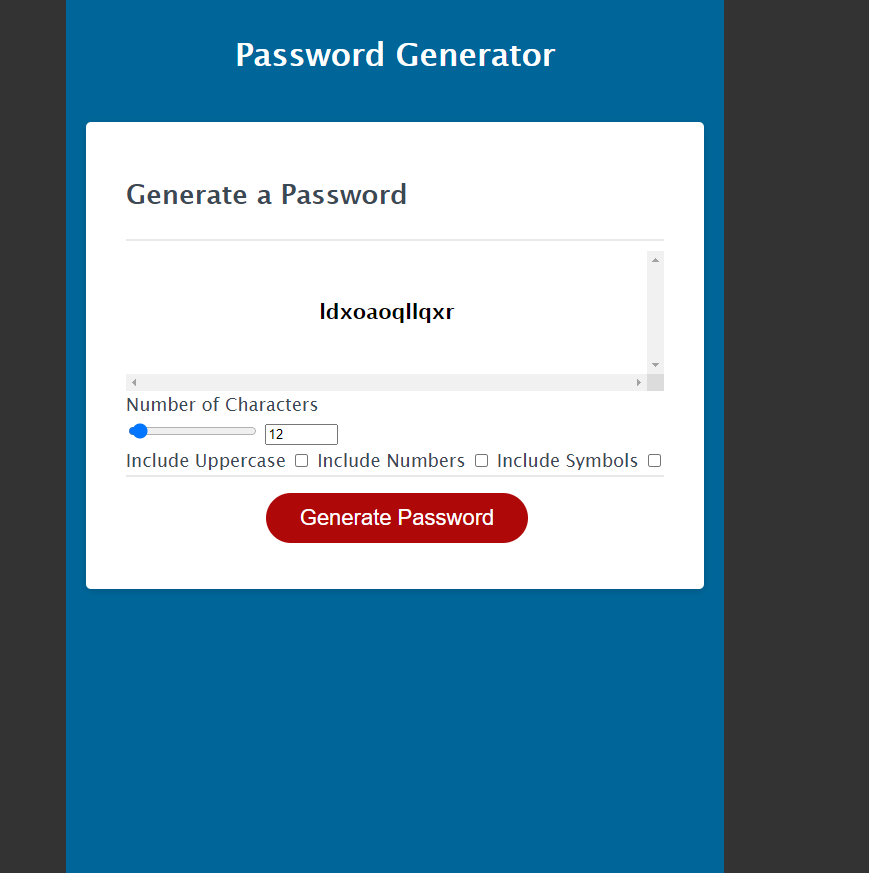 Password Generator
Generate a Password
ldxoaoqllqxr
Number of Characters
12
Include Uppercase Include Numbers Include Symbols
Generate Password